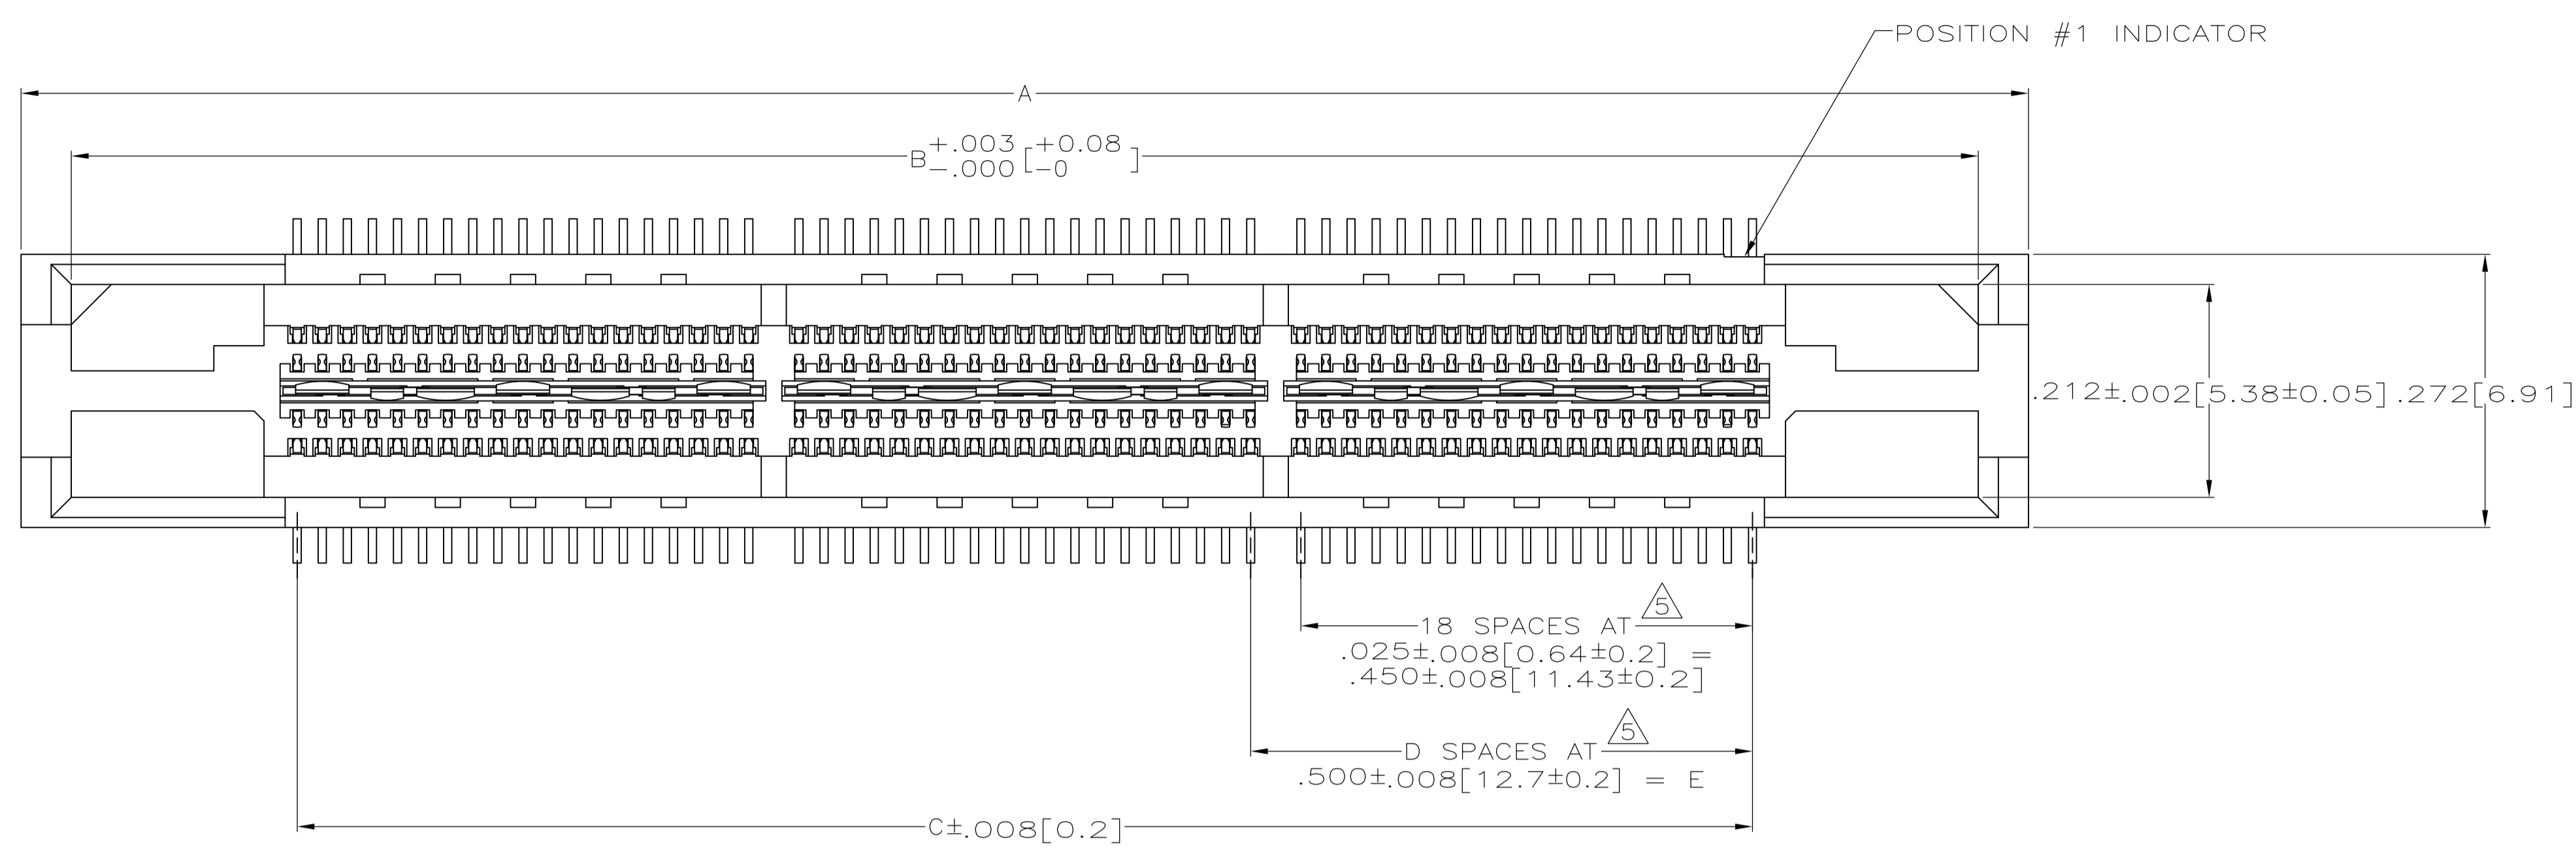 POSITION #1 INDICATOR
A
B +.003 [+0.08
-.000 -0 ]
.212±.002[5.38±0.05] .272[6.91]
5
18 SPACES AT
.025±.008[0.64±0.2] =
.450±.008[11.43±0.2]
5
D SPACES AT
.500±.008[12.7±0.2] = E
C±.008[0.2]